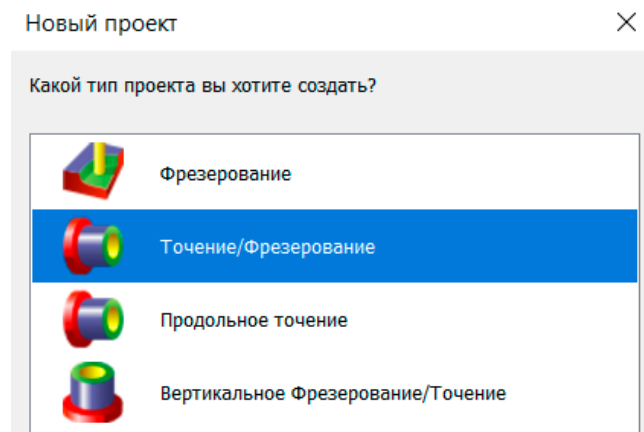 Новый проект
Какой тип проекта вы хотите создать?
Фрезерование
Точение/Фрезерование
Продольное точение
Вертикальное Фрезерование/Точение